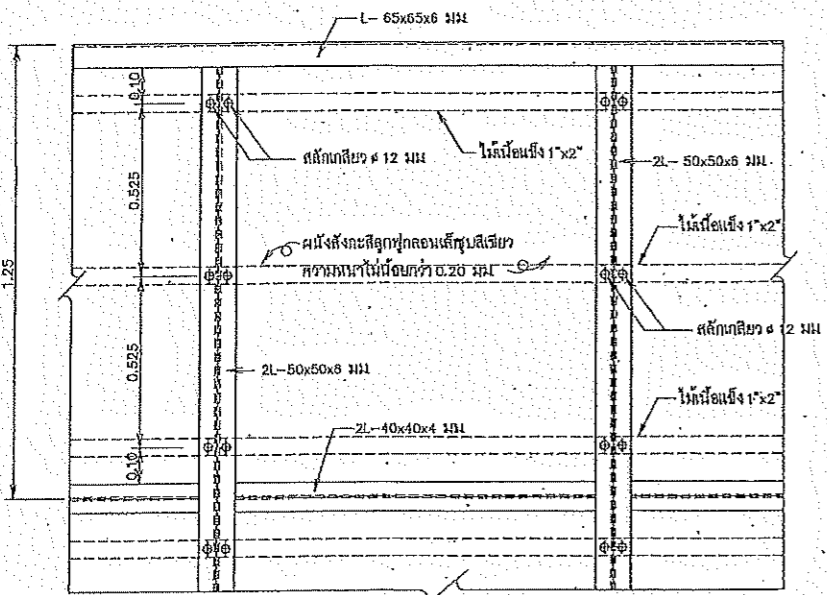 L- 65x65x6 มม
0.10
สลักเกลียว ø 12 มม
ไม้เนื้อแข็ง 1"x2"
2L- 50x50x6 มม
0.525
ไม้เนื้อแข็ง 1"x2"
ผนังสังกะสีลูกฟูกลอนเล็กชุบสีเขียว
ความหนาไม่น้อยกว่า 0.20 มม
1.25
สลักเกลียว ø 12 มม
0.525
2L-50x50x6 มม
ไม้เนื้อแข็ง 1"x2"
2L-40x40x4 มม
0.10